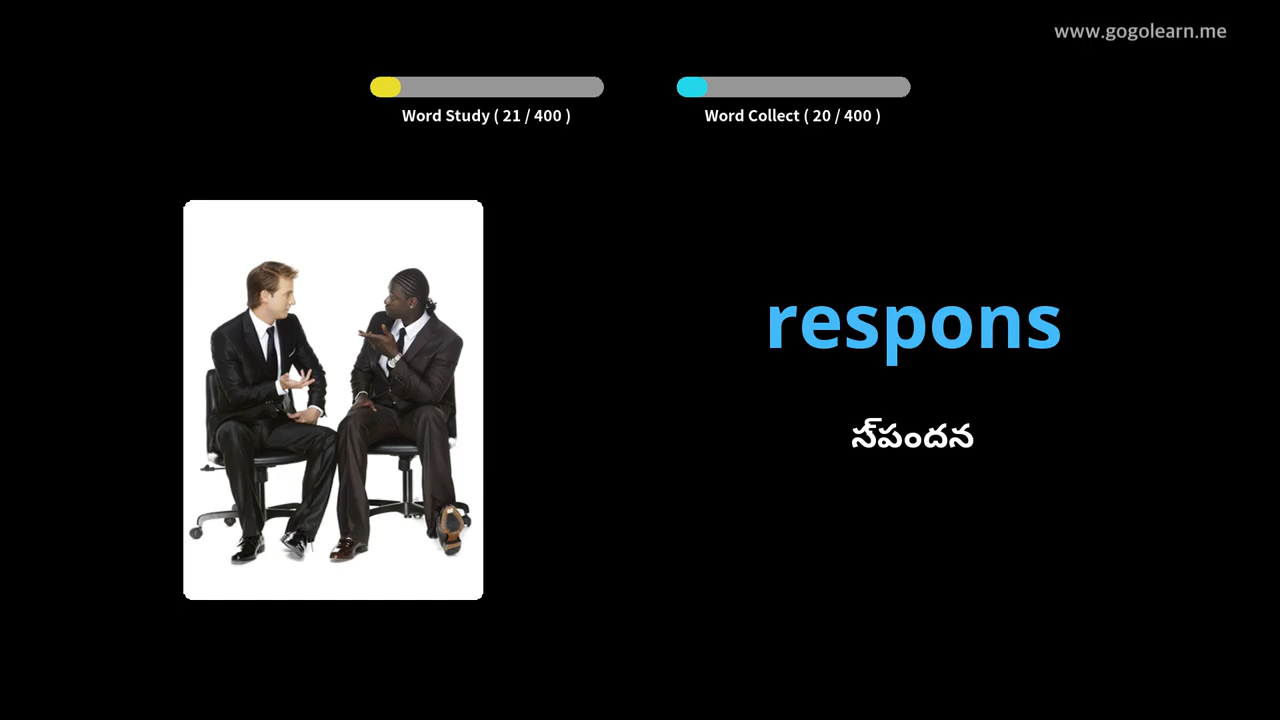 www.gogolearn.me
Word Study ( 21 / 400 )
Word Collect ( 20 / 400 )
respons
స్పందన